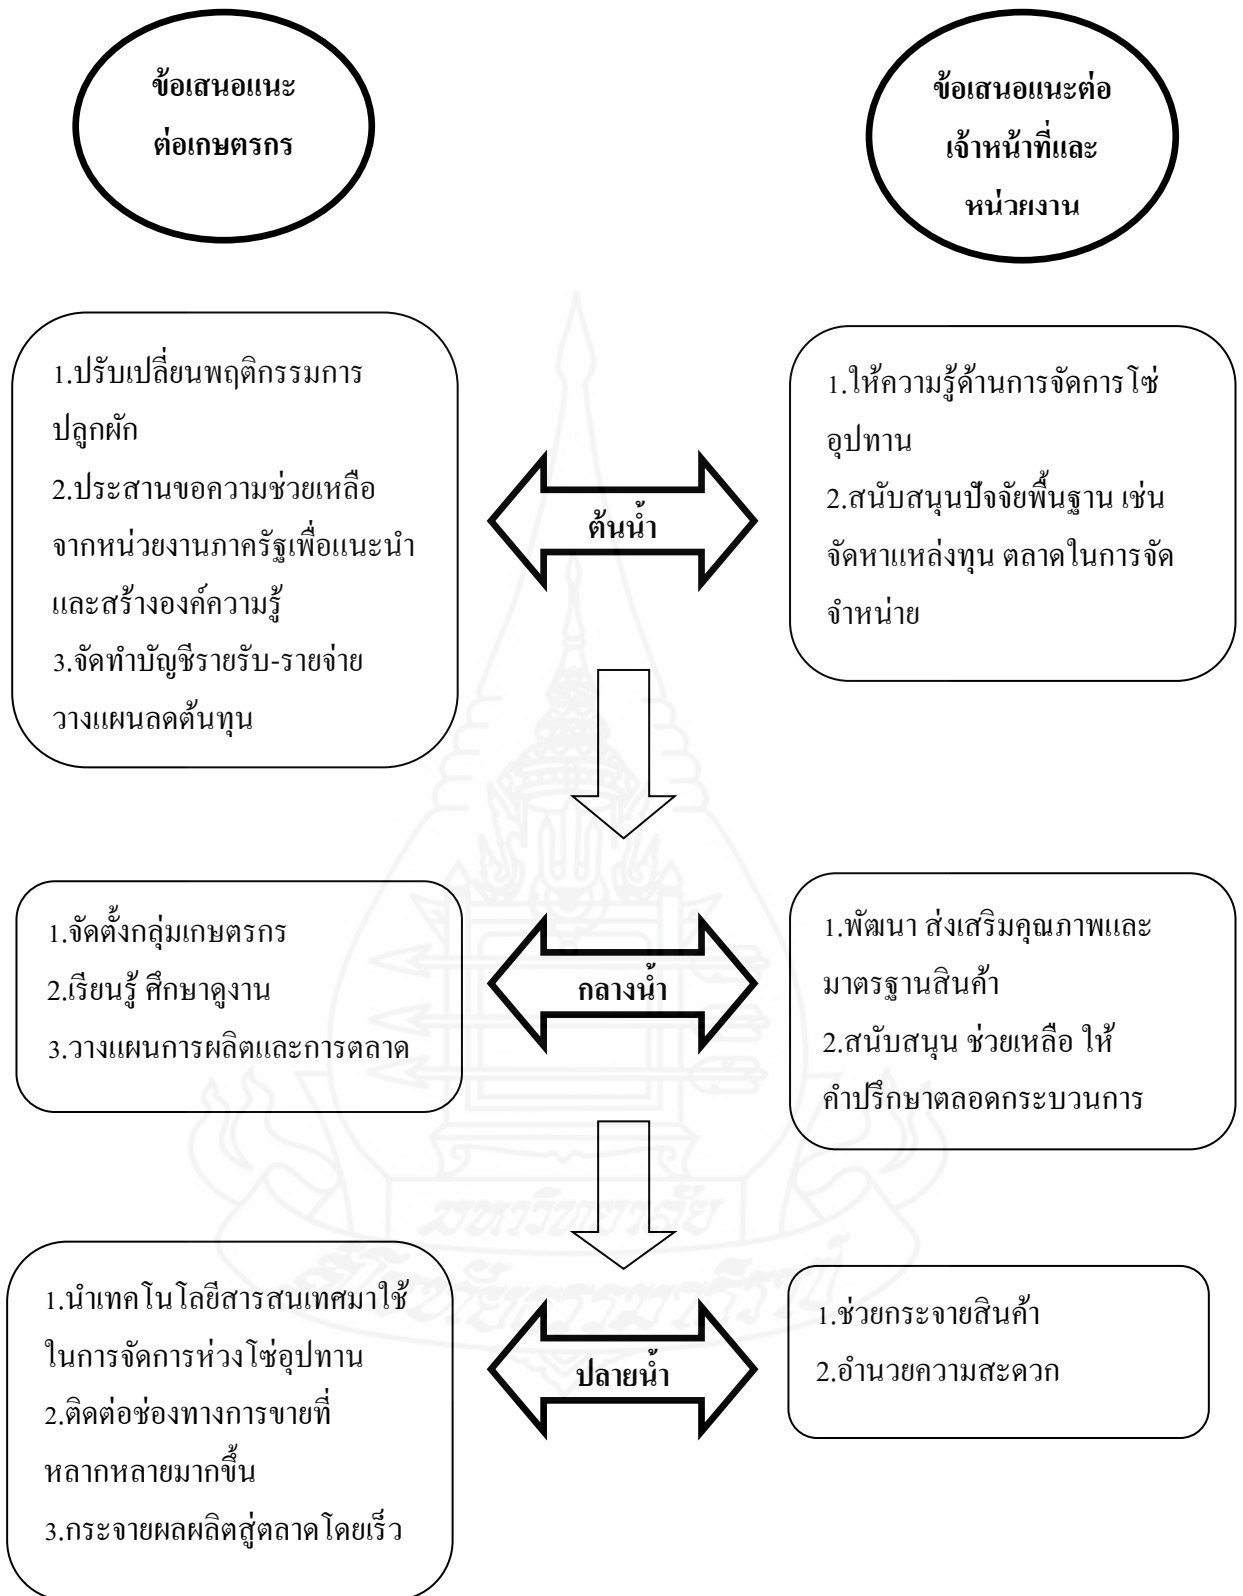 ข้อเสนอแนะ
ต่อเกษตรกร
ข้อเสนอแนะต่อ
เจ้าหน้าที่และ
หน่วยงาน
1.ปรับเปลี่ยนพฤติกรรมการ
ปลูกผัก
2.ประสานขอความช่วยเหลือ
จากหน่วยงานภาครัฐเพื่อแนะนำ
และสร้างองค์ความรู้
3.จัดทำบัญชีรายรับ-รายจ่าย
วางแผนลดต้นทุน
ต้นน้ำ
1.ให้ความรู้ด้านการจัดการโซ่
อุปทาน
2.สนับสนุนปัจจัยพื้นฐาน เช่น
จัดหาแหล่งทุน ตลาดในการจัด
จำหน่าย
1.จัดตั้งกลุ่มเกษตรกร
2.เรียนรู้ ศึกษาดูงาน
3.วางแผนการผลิตและการตลาด
กลางน้ำ
1.พัฒนา ส่งเสริมคุณภาพและ
มาตรฐานสินค้า
2.สนับสนุน ช่วยเหลือ ให้
คำปรึกษาตลอดกระบวนการ
มหาวิทยาลัย
สุโขทัยธรรมาธิราช
1.นำเทคโนโลยีสารสนเทศมาใช้
ในการจัดการห่วงโซ่อุปทาน
2.ติดต่อช่องทางการขายที่
หลากหลายมากขึ้น
3.กระจายผลผลิตสู่ตลาดโดยเร็ว
ปลายน้ำ
1.ช่วยกระจายสินค้า
2.อำนวยความสะดวก